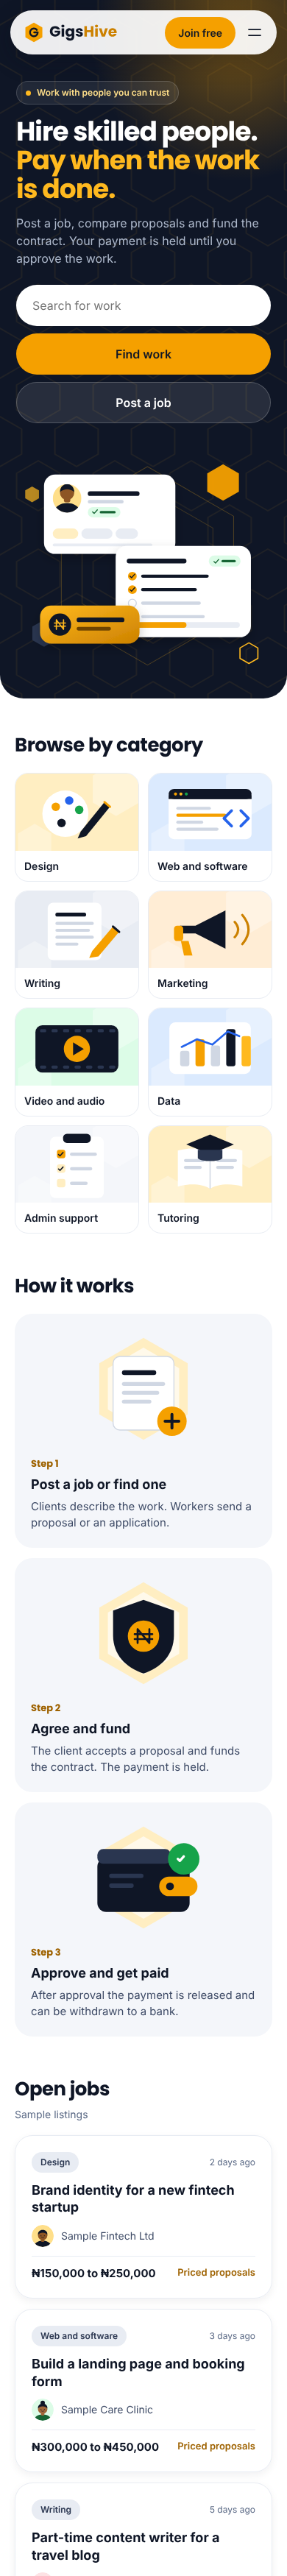 GigsHive
Join free
Work with people you can trust
Hire skilled people.
Pay when the work
is done.
Post a job, compare proposals and fund the
contract. Your payment is held until you
approve the work.
Search for work
Find work
Post a job
₦
Browse by category
Design
Web and software
Writing
Marketing
Video and audio
Data
Admin support
Tutoring
How it works
Step 1
Post a job or find one
Clients describe the work. Workers send a
proposal or an application.
₦
Step 2
Agree and fund
The client accepts a proposal and funds
the contract. The payment is held.
Step 3
Approve and get paid
After approval the payment is released and
can be withdrawn to a bank.
Open jobs
Sample listings
Design
2 days ago
Brand identity for a new fintech
startup
Sample Fintech Ltd
₦150,000 to ₦250,000
Priced proposals
Web and software
3 days ago
Build a landing page and booking
form
Sample Care Clinic
₦300,000 to ₦450,000
Priced proposals
Writing
5 days ago
Part-time content writer for a
travel blog